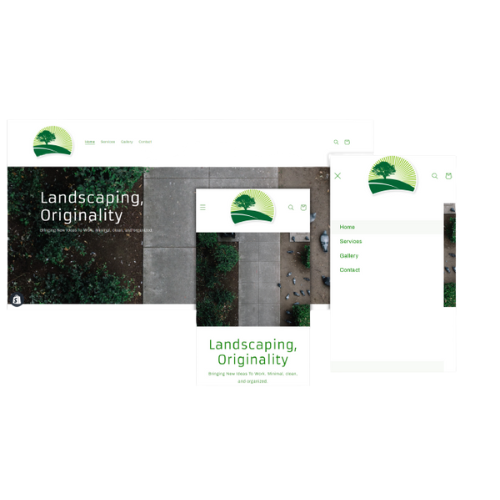 Home Services Gallery Contact
Landscaping,
Originality
Bringing New Ideas To Work. Minimal, clean, and organized.
Landscaping,
Originality
Bringing New Ideas To Work. Minimal, clean,
and organized.
Home
Services
Gallery
Contact